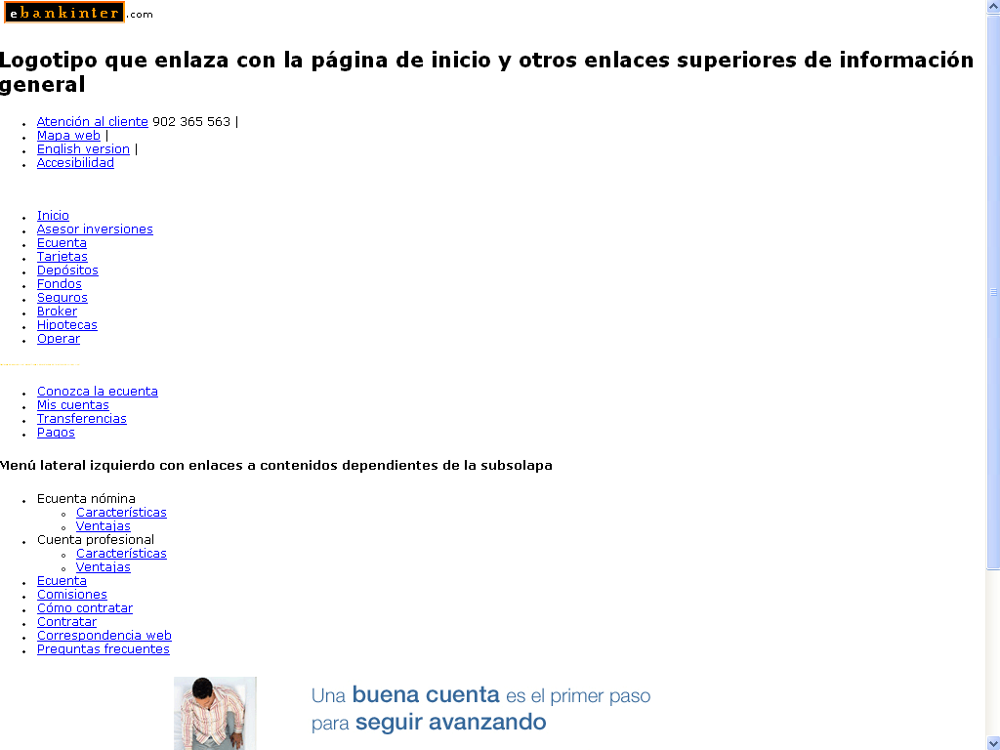 ebankinter.com
Logotipo que enlaza con la página de inicio y otros enlaces superiores de información
general
Atención al cliente 902 365 563 |
Mapa web |
English version |
Accesibilidad
Inicio
Asesor inversiones
Ecuenta
Tarjetas
Depósitos
Fondos
Seguros
Broker
Hipotecas
Operar
Conozca la ecuenta
Mis cuentas
Transferencias
Pagos
Menú lateral izquierdo con enlaces a contenidos dependientes de la subsolapa
Ecuenta nómina
Características
Ventajas
Cuenta profesional
Características
Ventajas
Ecuenta
Comisiones
Cómo contratar
Contratar
Correspondencia web
Preguntas frecuentes
Una buena cuenta es el primer paso
para seguir avanzando